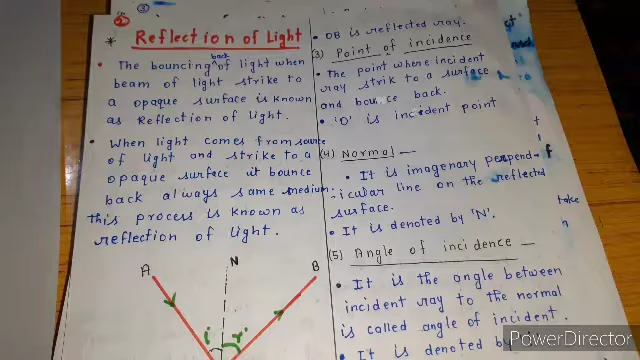 Reflection of Light
• The bouncing back of light when
beam of light strike to
a opaque surface is known
as Reflection of light.
• When light comes from source
of light and strike to a
opaque surface it bounce
back always same medium
this process is known as
reflection of light.
A
N
B
i
r
• OB is reflected ray.
(3) Point of incidence
• The point where incident
ray strik to a surface
and bounce back.
• 'O' is incident point
(4) Normal —
• It is imagenary perpend-
icular line on the reflected
surface.
• It is denoted by 'N'.
(5) Angle of incidence —
• It is the angle between
incident ray to the normal
is called angle of incident.
• It is denoted by
take
PowerDirector